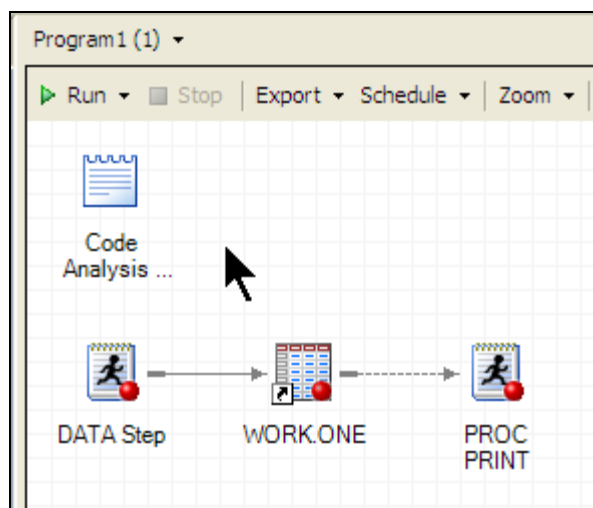 Program1 (1)
Run Stop Export Schedule Zoom
Code
Analysis ...
DATA Step WORK.ONE PROC
PRINT